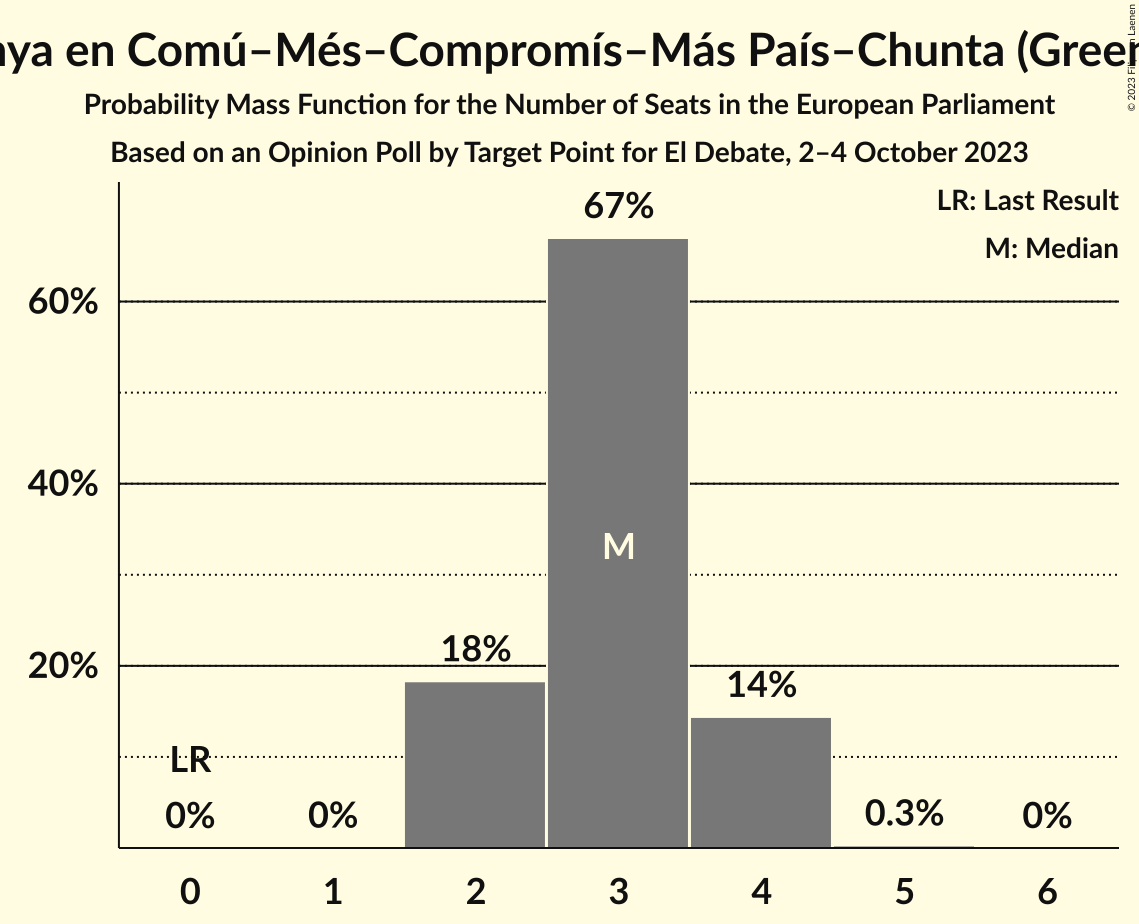 en Comú–Més–Compromís–Más País–Chunta
Probability Mass Function for the Number of Seats in the European Parliament
Based on an Opinion Poll by Target Point for El Debate, 2–4 October 2023
© 2023 Laenen
LR: Last Result
M: Median
67%
60%
40%
M
20%
18%
14%
LR
0% 0% 0.3% 0%
0 1 2 3 4 5 6